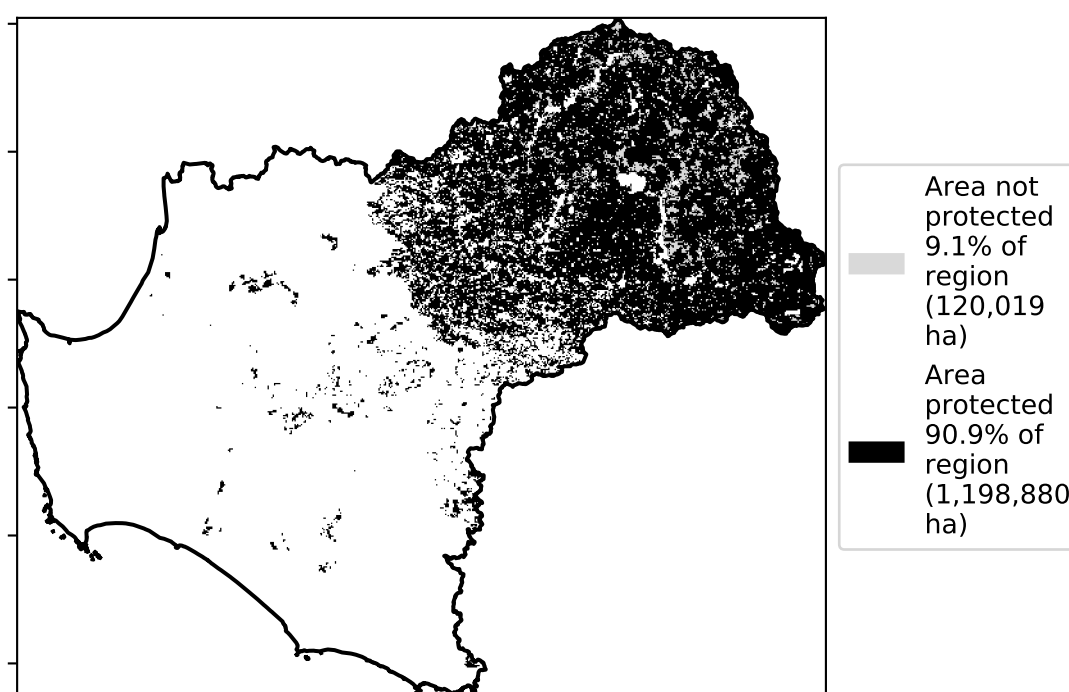 Area not
protected
9.1% of
region
(120,019
ha)
Area
protected
90.9% of
region
(1,198,880
ha)